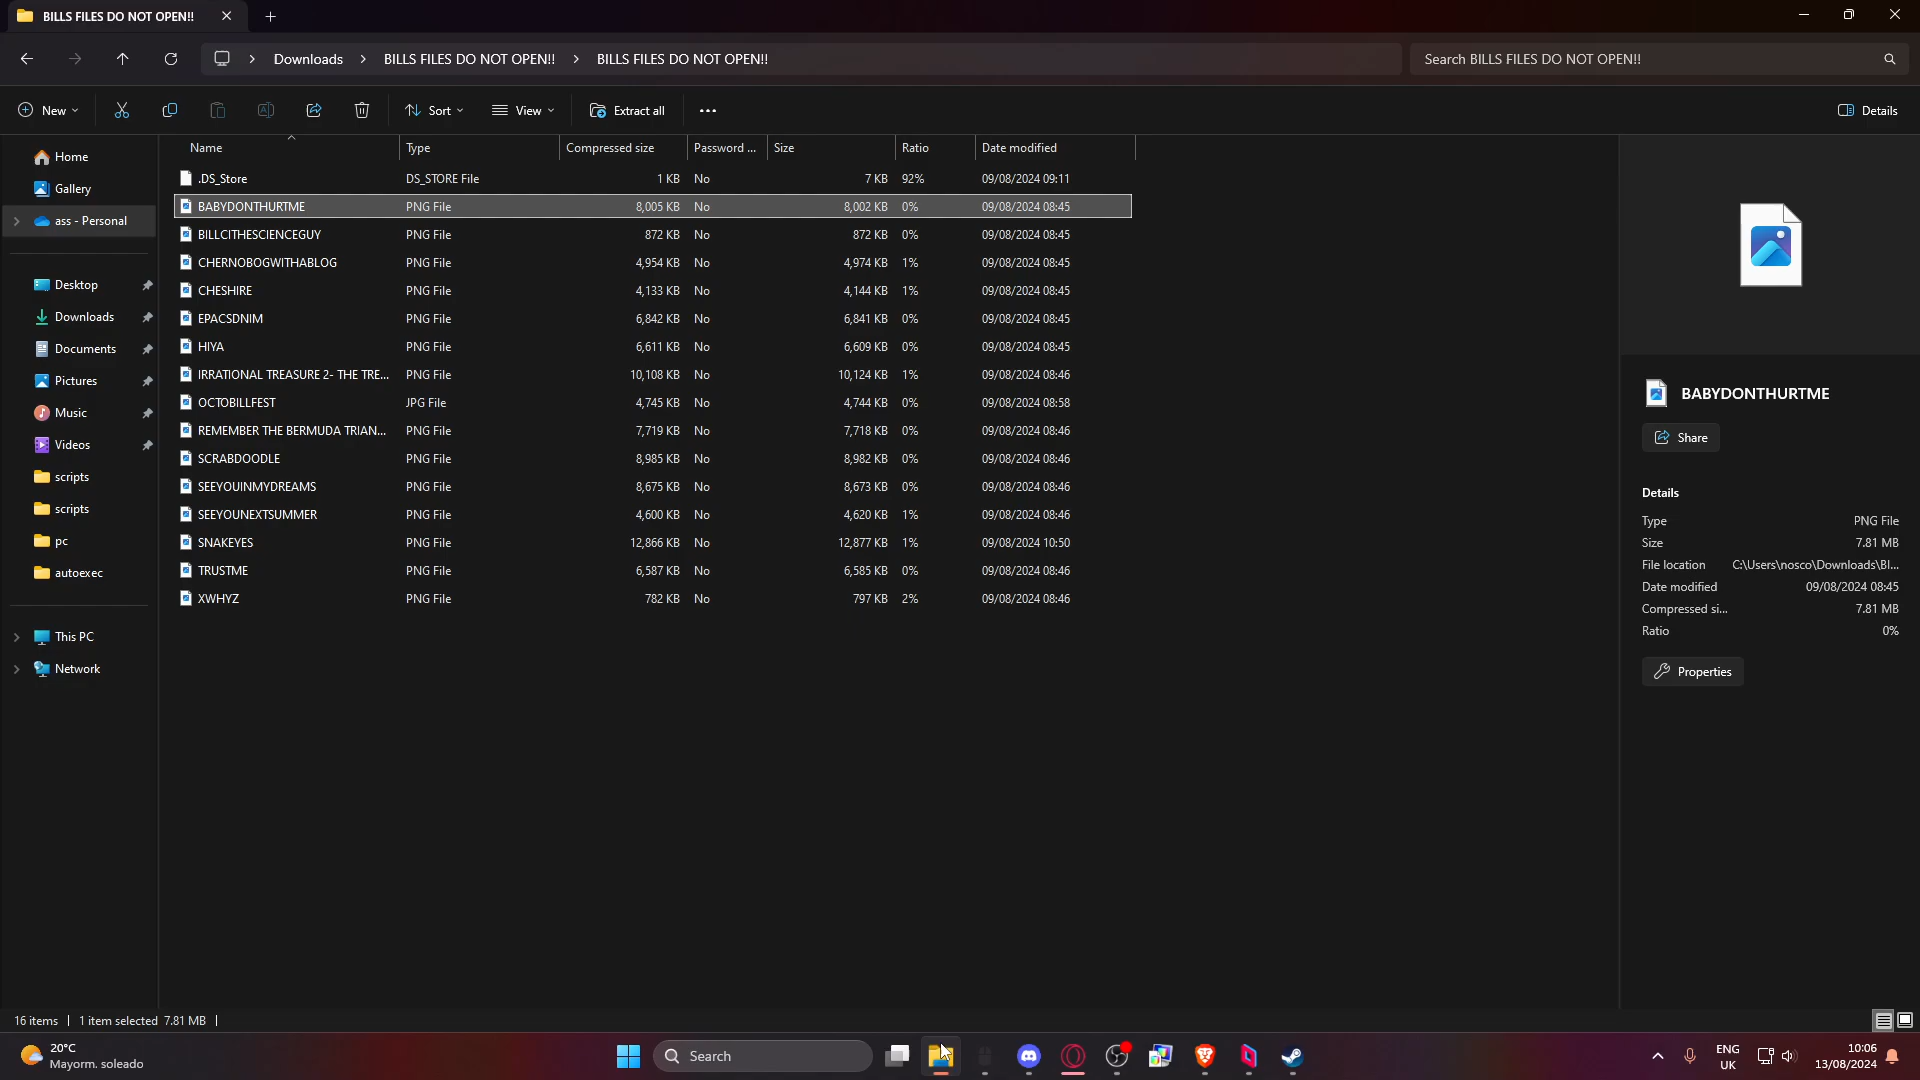 BILLS FILES DO NOT OPEN!!
Downloads > BILLS FILES DO NOT OPEN!! > BILLS FILES DO NOT OPEN!!
Search BILLS FILES DO NOT OPEN!!
New Sort View Extract all Details
Name Type Compressed size Password ... Size Ratio Date modified
.DS_Store DS_STORE File 1 KB No 7 KB 92% 09/08/2024 09:11
BABYDONTHURTME PNG File 8,005 KB No 8,002 KB 0% 09/08/2024 08:45
BILLCITHESCIENCEGUY PNG File 872 KB No 872 KB 0% 09/08/2024 08:45
CHERNOBOGWITHABLOG PNG File 4,954 KB No 4,974 KB 1% 09/08/2024 08:45
CHESHIRE PNG File 4,133 KB No 4,144 KB 1% 09/08/2024 08:45
EPACSDNIM PNG File 6,842 KB No 6,841 KB 0% 09/08/2024 08:45
HIYA PNG File 6,611 KB No 6,609 KB 0% 09/08/2024 08:45
IRRATIONAL TREASURE 2- THE TRE... PNG File 10,108 KB No 10,124 KB 1% 09/08/2024 08:46
OCTOBILLFEST JPG File 4,745 KB No 4,744 KB 0% 09/08/2024 08:58
REMEMBER THE BERMUDA TRIAN... PNG File 7,719 KB No 7,718 KB 0% 09/08/2024 08:46
SCRABDOODLE PNG File 8,985 KB No 8,982 KB 0% 09/08/2024 08:46
SEEYOUINMYDREAMS PNG File 8,675 KB No 8,673 KB 0% 09/08/2024 08:46
SEEYOUNEXTSUMMER PNG File 4,600 KB No 4,620 KB 1% 09/08/2024 08:46
SNAKEYES PNG File 12,866 KB No 12,877 KB 1% 09/08/2024 10:50
TRUSTME PNG File 6,587 KB No 6,585 KB 0% 09/08/2024 08:46
XWHYZ PNG File 782 KB No 797 KB 2% 09/08/2024 08:46
Home
Gallery
ass - Personal
Desktop
Downloads
Documents
Pictures
Music
Videos
scripts
scripts
pc
autoexec
This PC
Network
BABYDONTHURTME
Share
Details
Type PNG File
Size 7.81 MB
File location C:\Users\nosco\Downloads\BI...
Date modified 09/08/2024 08:45
Compressed si... 7.81 MB
Ratio 0%
Properties
16 items | 1 item selected 7.81 MB |
20°C
Mayorm. soleado
Search
ENG
UK
10:06
13/08/2024